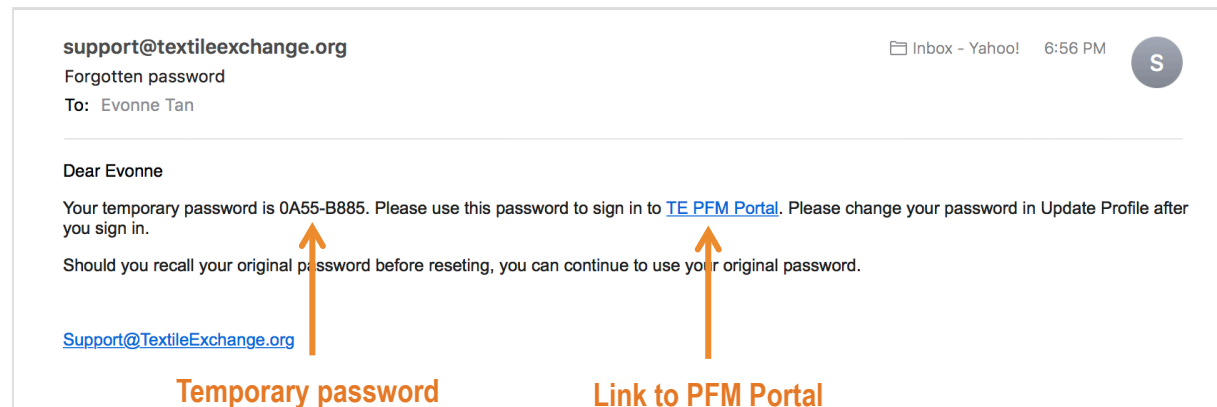 support@textileexchange.org
Inbox - Yahoo! 6:56 PM
S
Forgotten password
To: Evonne Tan
Dear Evonne
Your temporary password is 0A55-B885. Please use this password to sign in to TE PFM Portal. Please change your password in Update Profile after
you sign in.
Should you recall your original password before reseting, you can continue to use your original password.
Support@TextileExchange.org
Temporary password
Link to PFM Portal